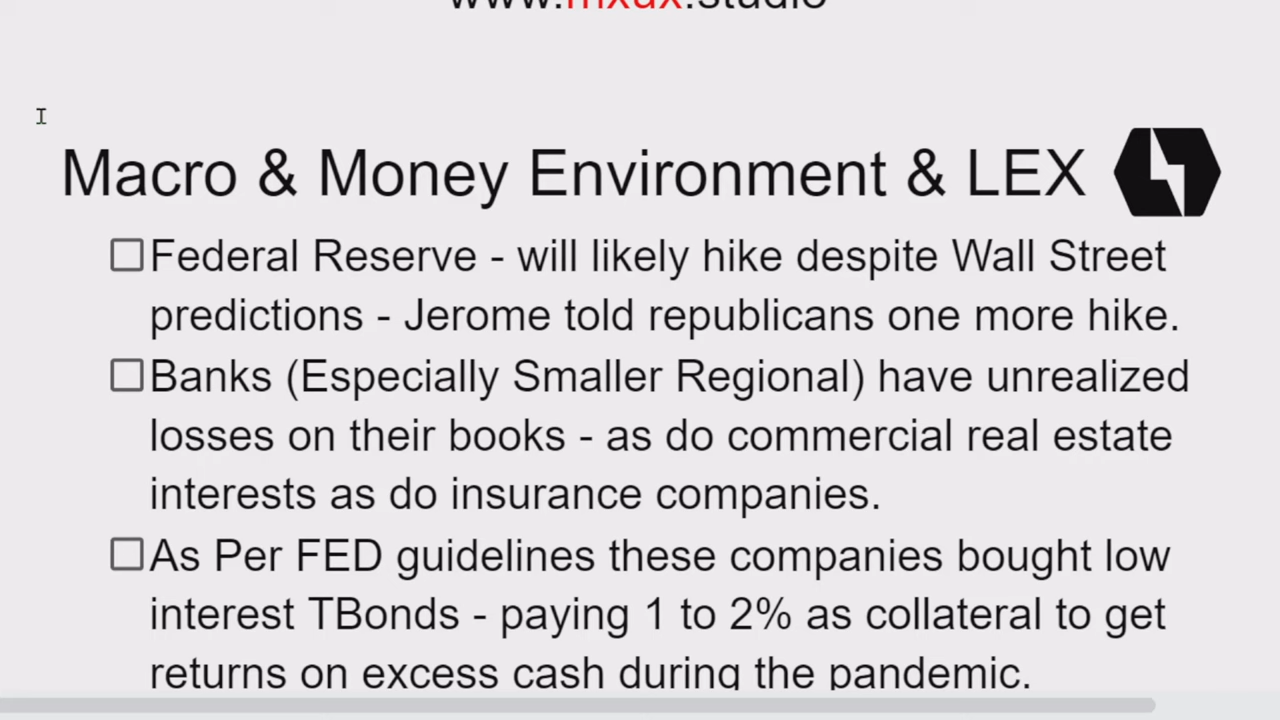 www.mxux.studio
Macro & Money Environment & LEX
Federal Reserve - will likely hike despite Wall Street
predictions - Jerome told republicans one more hike.
Banks (Especially Smaller Regional) have unrealized
losses on their books - as do commercial real estate
interests as do insurance companies.
As Per FED guidelines these companies bought low
interest TBonds - paying 1 to 2% as collateral to get
returns on excess cash during the pandemic.